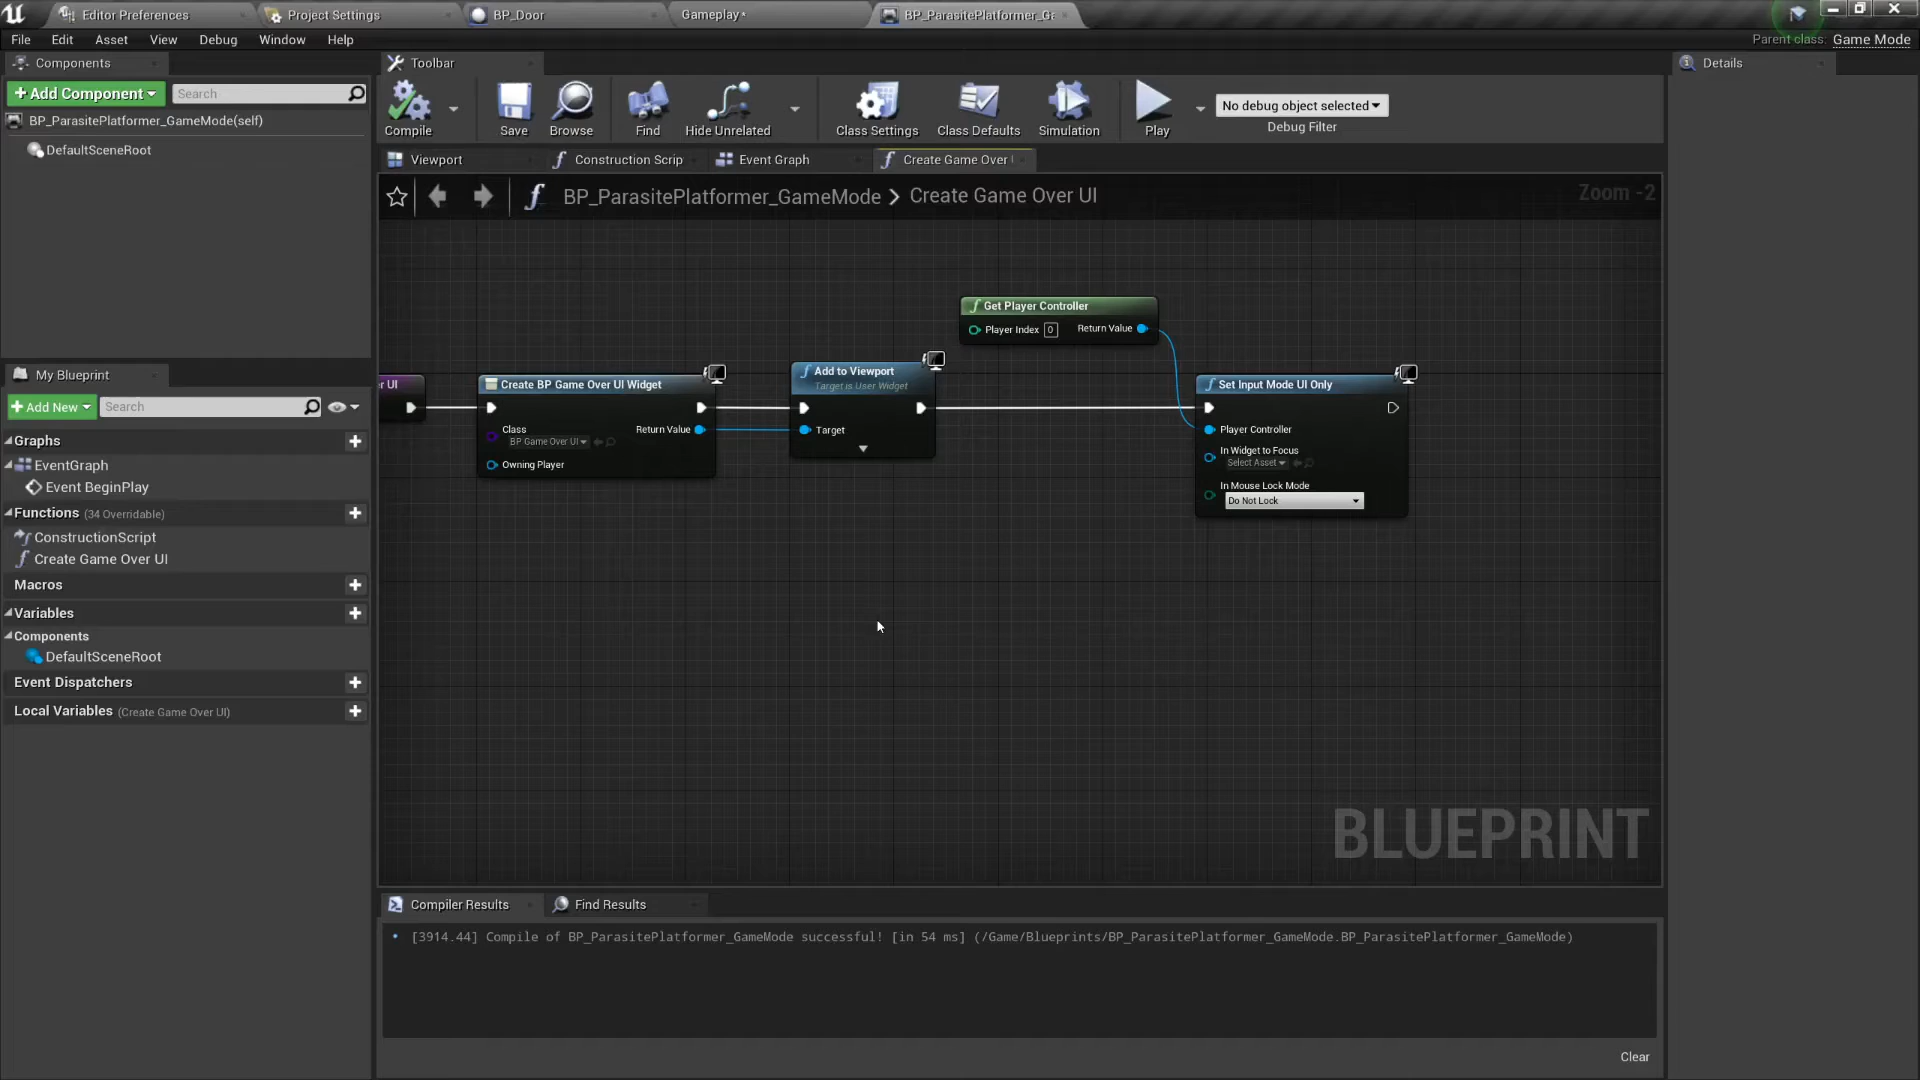 Editor Preferences
Project Settings
BP_Door
Gameplay*
BP_ParasitePlatformer_Ga
File Edit Asset View Debug Window Help
Parent class: Game Mode
Components
+ Add Component
Search
BP_ParasitePlatformer_GameMode(self)
DefaultSceneRoot
Toolbar
Compile
Save
Browse
Find
Hide Unrelated
Class Settings
Class Defaults
Simulation
Play
No debug object selected
Debug Filter
Details
Viewport
Construction Scrip
Event Graph
Create Game Over
BP_ParasitePlatformer_GameMode > Create Game Over UI
Zoom -2
My Blueprint
+ Add New
Search
Graphs
EventGraph
Event BeginPlay
Functions (34 Overridable)
ConstructionScript
Create Game Over UI
Macros
Variables
Components
DefaultSceneRoot
Event Dispatchers
Local Variables (Create Game Over UI)
r UI
Create BP Game Over UI Widget
Class
BP Game Over UI
Return Value
Owning Player
Add to Viewport
Target is User Widget
Target
Get Player Controller
Player Index 0
Return Value
Set Input Mode UI Only
Player Controller
In Widget to Focus
Select Asset
In Mouse Lock Mode
Do Not Lock
BLUEPRINT
Compiler Results
Find Results
[3914.44] Compile of BP_ParasitePlatformer_GameMode successful! [in 54 ms] (/Game/Blueprints/BP_ParasitePlatformer_GameMode.BP_ParasitePlatformer_GameMode)
Clear